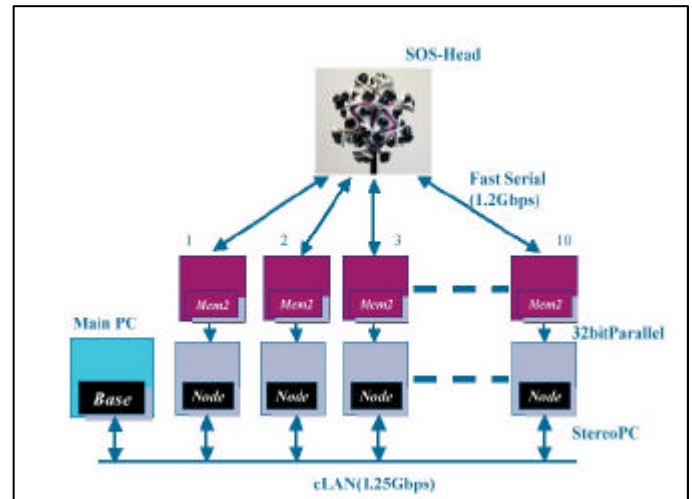 SOS-Head
Fast Serial
(1.2Gbps)
1 2 3 10
Mem2 Mem2 Mem2 Mem2
Main PC
32bitParallel
Base Node Node Node Node
StereoPC
cLAN(1.25Gbps)